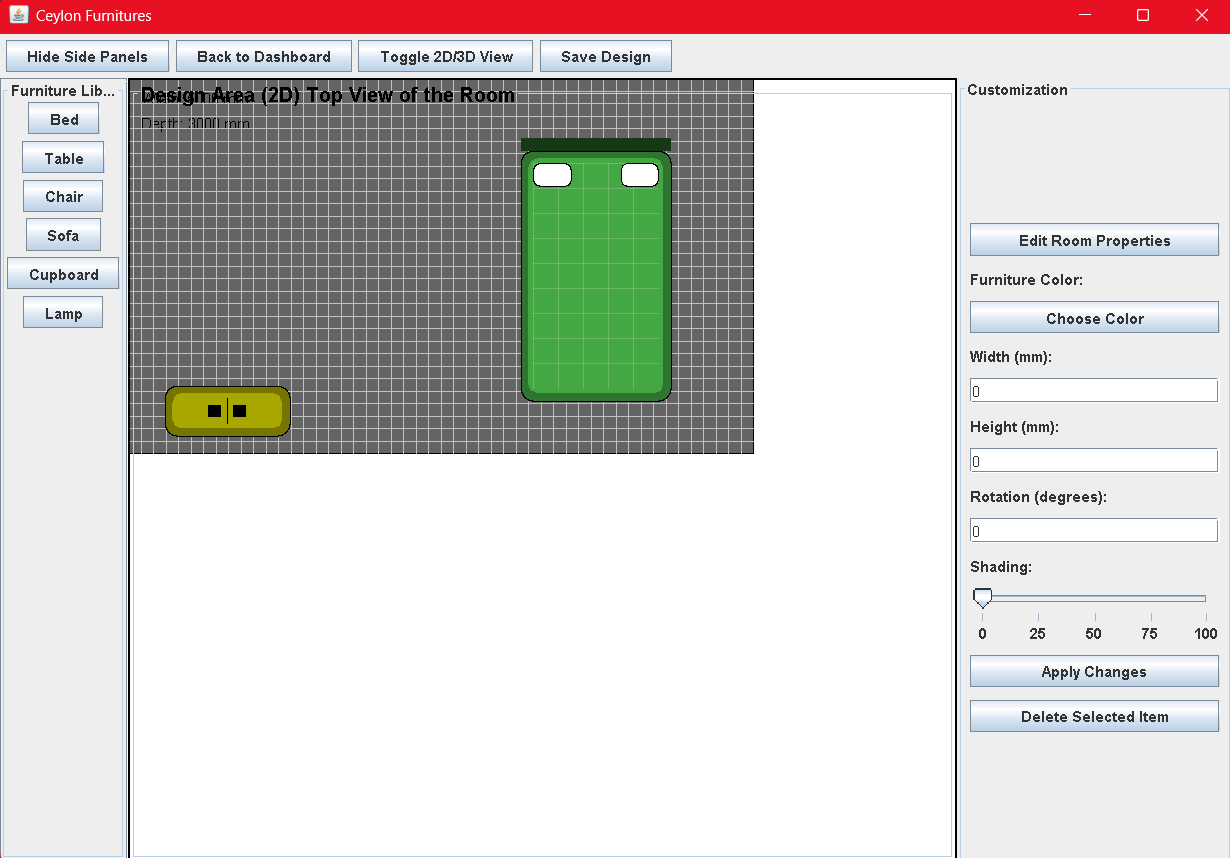 Ceylon Furnitures
Hide Side Panels
Back to Dashboard
Toggle 2D/3D View
Save Design
Furniture Lib...
Bed
Table
Chair
Sofa
Cupboard
Lamp
Design Area (2D) Top View of the Room
Depth: 3000 mm
Customization
Edit Room Properties
Furniture Color:
Choose Color
Width (mm):
0
Height (mm):
0
Rotation (degrees):
0
Shading:
0 25 50 75 100
Apply Changes
Delete Selected Item